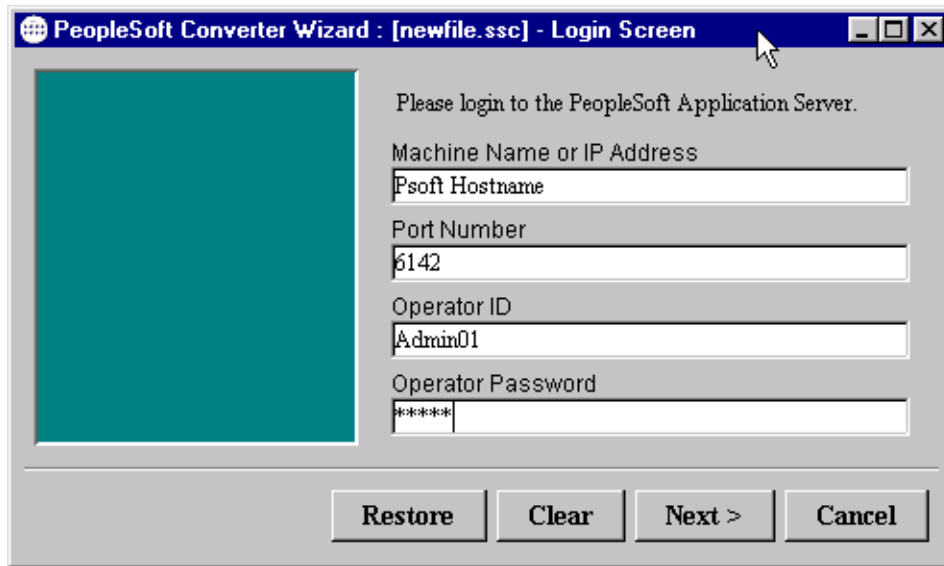 PeopleSoft Converter Wizard : [newfile.ssc] - Login Screen
Please login to the PeopleSoft Application Server.
Machine Name or IP Address
Psoft Hostname
Port Number
6142
Operator ID
Admin01
Operator Password
*****
Restore Clear Next > Cancel